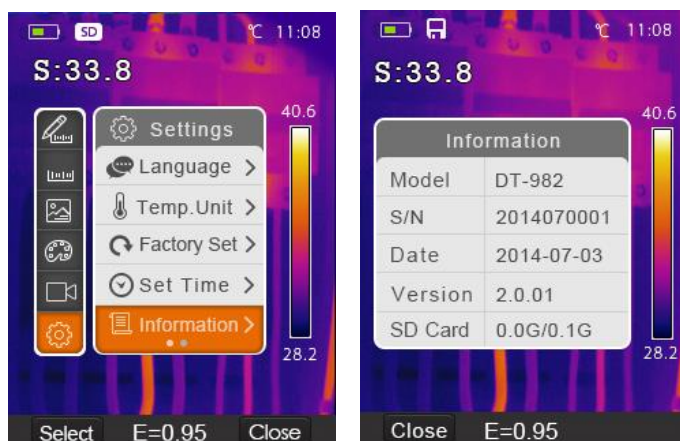 SD ℃ 11:08
S:33.8
40.6
Settings
Language >
Temp.Unit >
Factory Set >
Set Time >
Information >
28.2
Select E=0.95 Close
℃ 11:08
S:33.8
40.6
Information
Model DT-982
S/N 2014070001
Date 2014-07-03
Version 2.0.01
SD Card 0.0G/0.1G
28.2
Close E=0.95